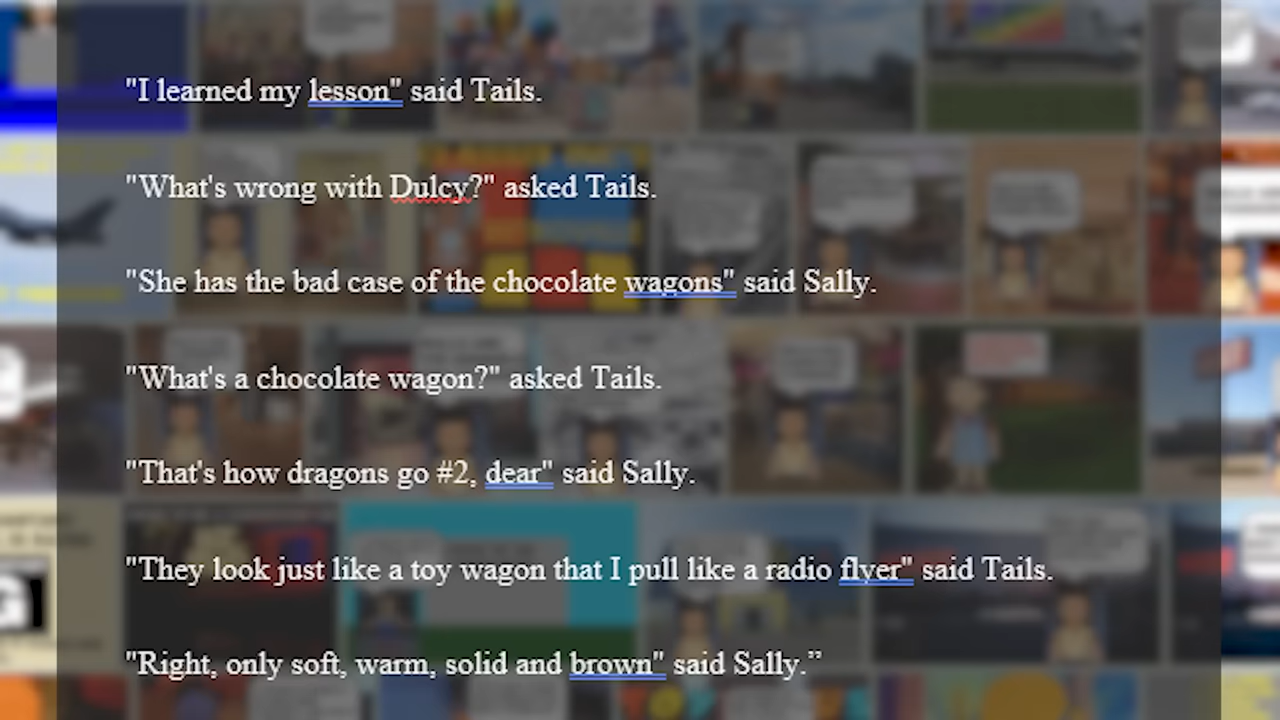 "I learned my lesson" said Tails.
"What's wrong with Dulcy?" asked Tails.
"She has the bad case of the chocolate wagons" said Sally.
"What's a chocolate wagon?" asked Tails.
"That's how dragons go #2, dear" said Sally.
"They look just like a toy wagon that I pull like a radio flyer" said Tails.
"Right, only soft, warm, solid and brown" said Sally.”